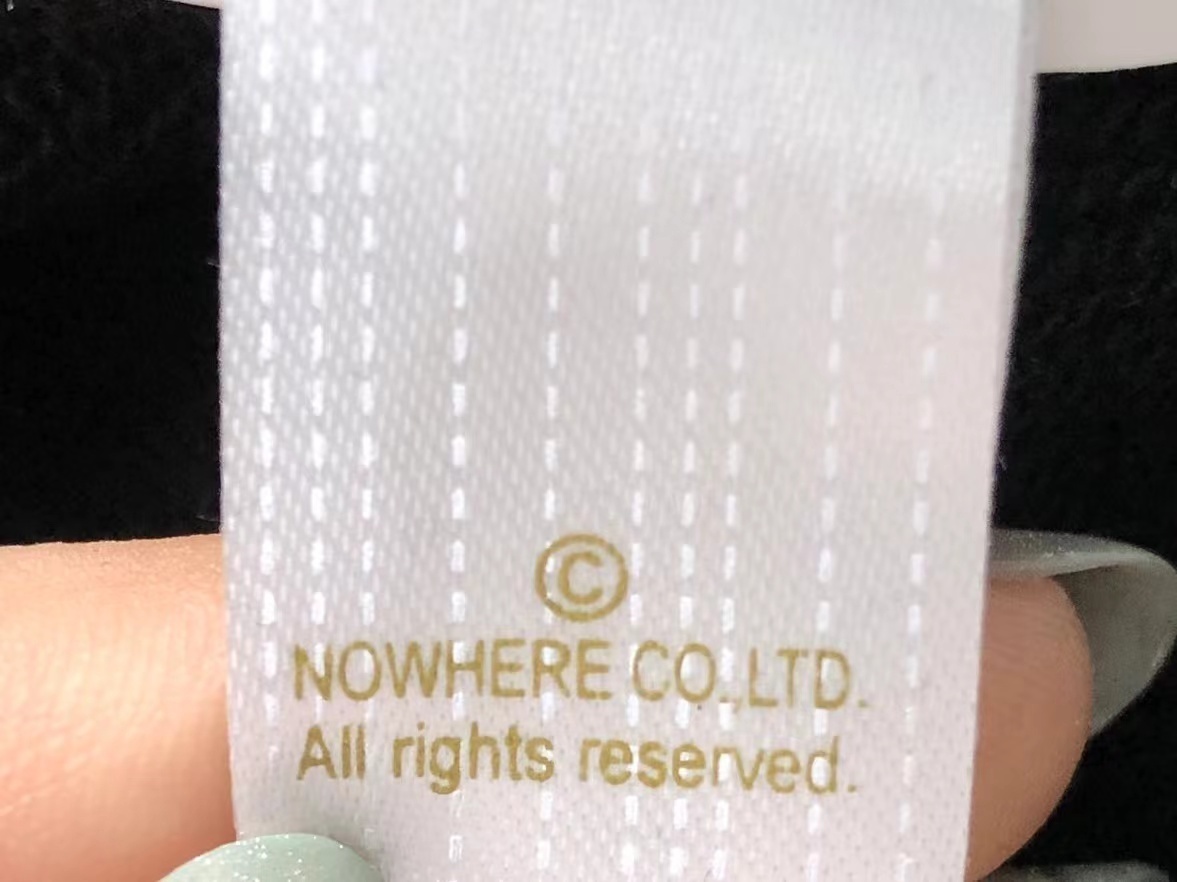 ©
NOWHERE CO.,LTD.
All rights reserved.